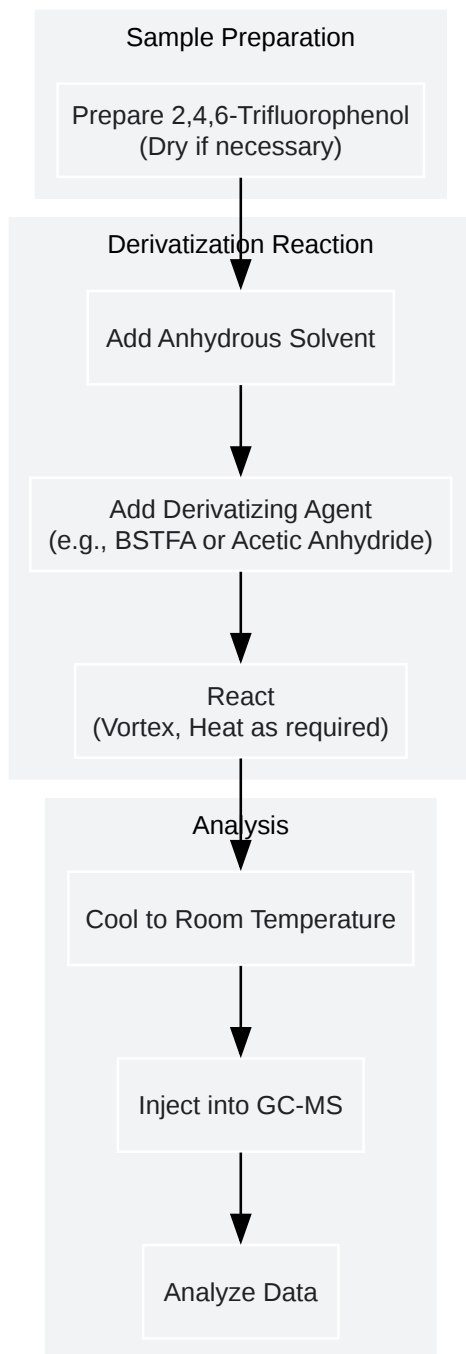 Sample Preparation
Prepare 2,4,6-Trifluorophenol
(Dry if necessary)
Derivatization Reaction
Add Anhydrous Solvent
Add Derivatizing Agent
(e.g., BSTFA or Acetic Anhydride)
React
(Vortex, Heat as required)
Analysis
Cool to Room Temperature
Inject into GC-MS
Analyze Data